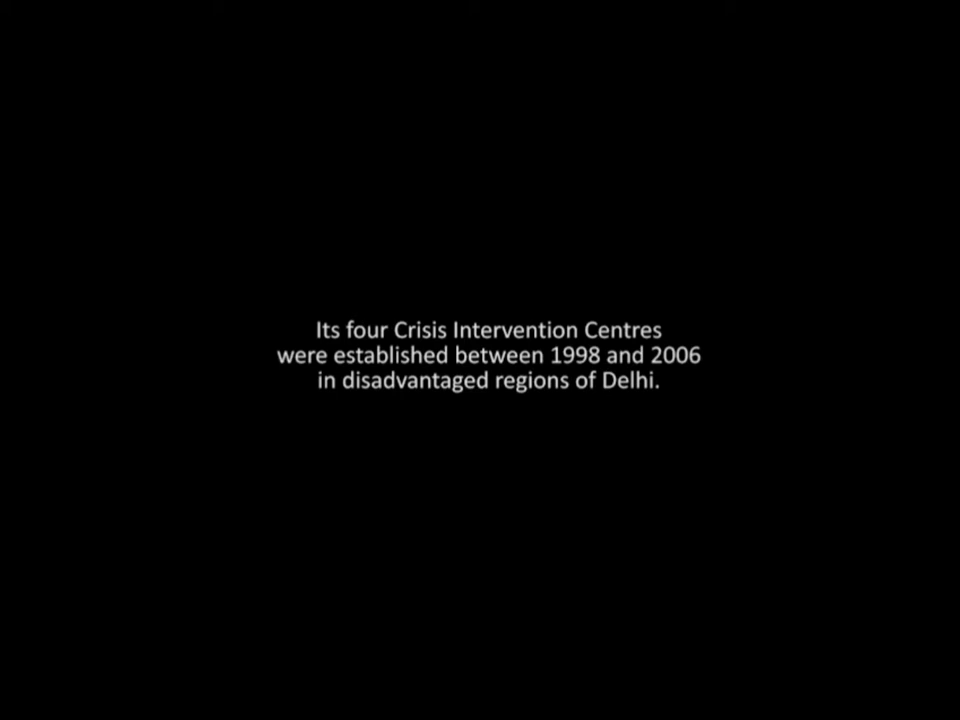 Its four Crisis Intervention Centres
were established between 1998 and 2006
in disadvantaged regions of Delhi.